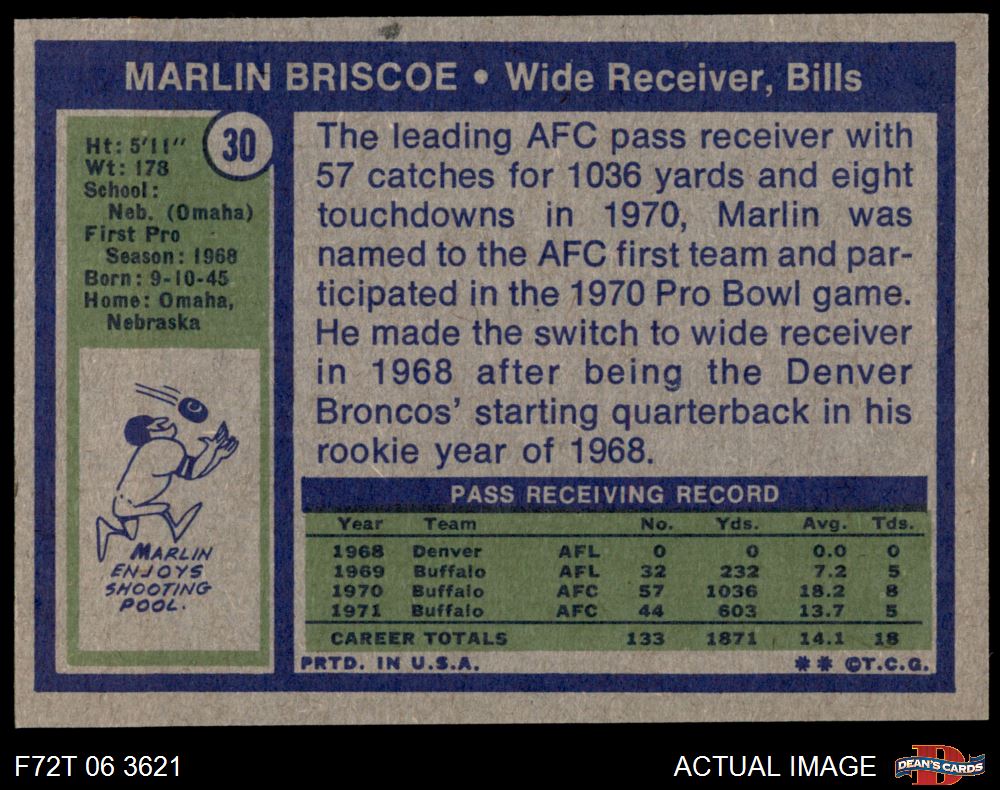 MARLIN BRISCOE • Wide Receiver, Bills
30
Ht: 5'11"
Wt: 178
School:
Neb. (Omaha)
First Pro
Season: 1968
Born: 9-10-45
Home: Omaha,
Nebraska
MARLIN
ENJOYS
SHOOTING
POOL.
The leading AFC pass receiver with
57 catches for 1036 yards and eight
touchdowns in 1970, Marlin was
named to the AFC first team and par-
ticipated in the 1970 Pro Bowl game.
He made the switch to wide receiver
in 1968 after being the Denver
Broncos' starting quarterback in his
rookie year of 1968.
PASS RECEIVING RECORD
Year Team No. Yds. Avg. Tds.
1968 Denver AFL 0 0 0.0 0
1969 Buffalo AFL 32 232 7.2 5
1970 Buffalo AFC 57 1036 18.2 8
1971 Buffalo AFC 44 603 13.7 5
CAREER TOTALS 133 1871 14.1 18
PRTD. IN U.S.A. ** ©T.C.G.
F72T 06 3621
ACTUAL IMAGE
DEAN'S CARDS